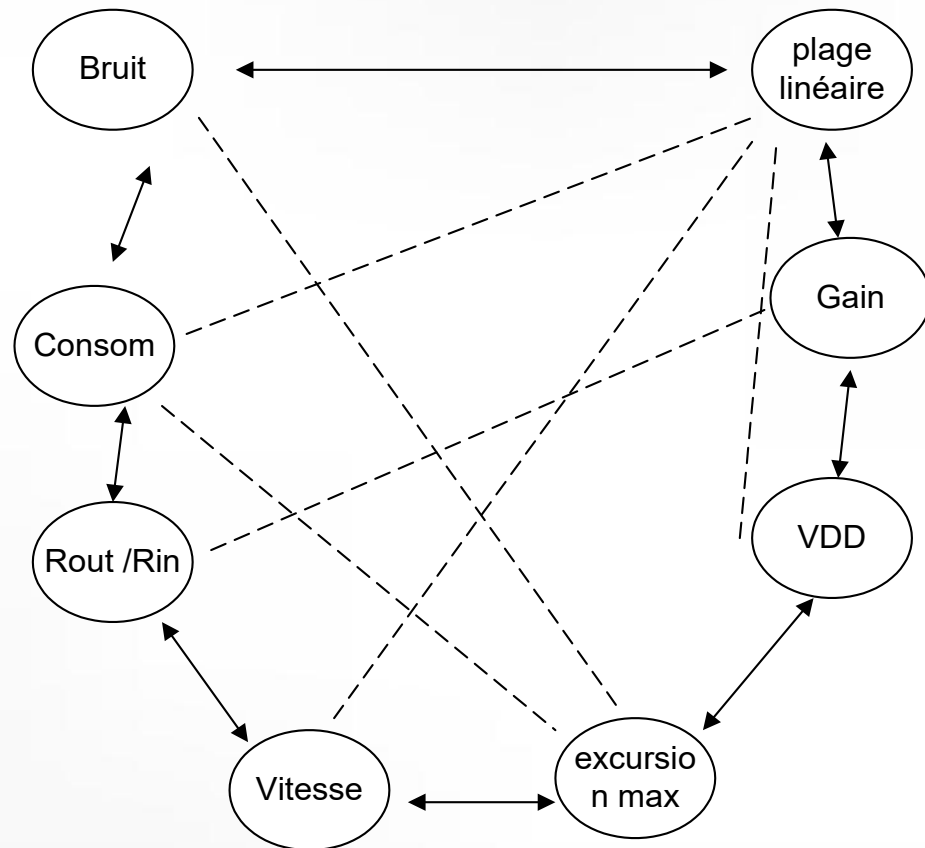 Bruit
plage
linéaire
Gain
Consom
VDD
Rout /Rin
excursio
n max
Vitesse